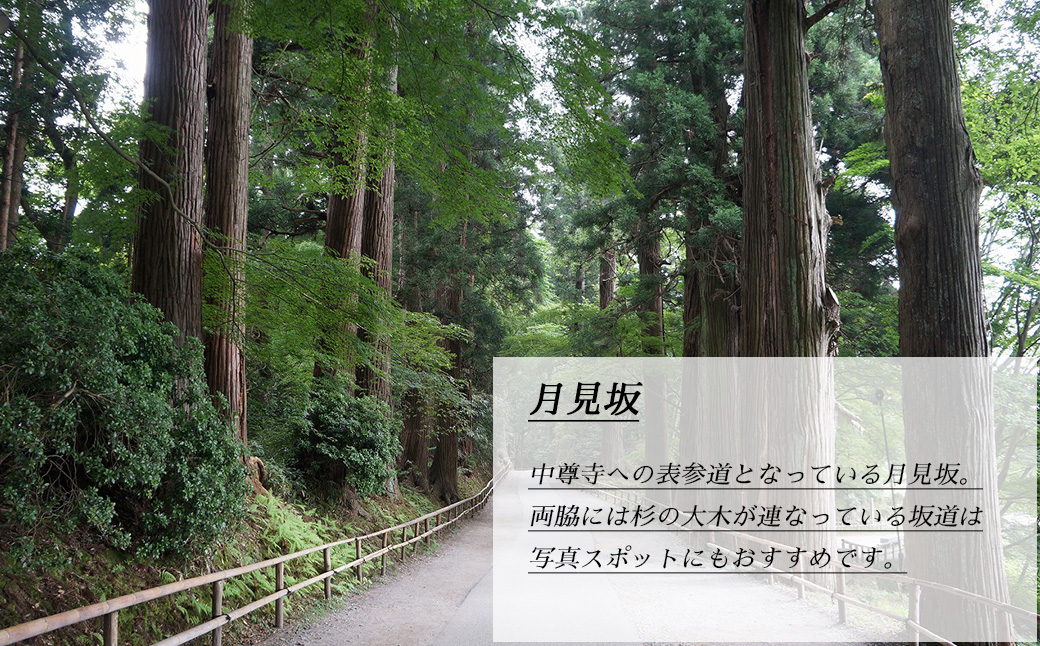 月見坂
中尊寺への表参道となっている月見坂。
両脇には杉の大木が連なっている坂道は
写真スポットにもおすすめです。